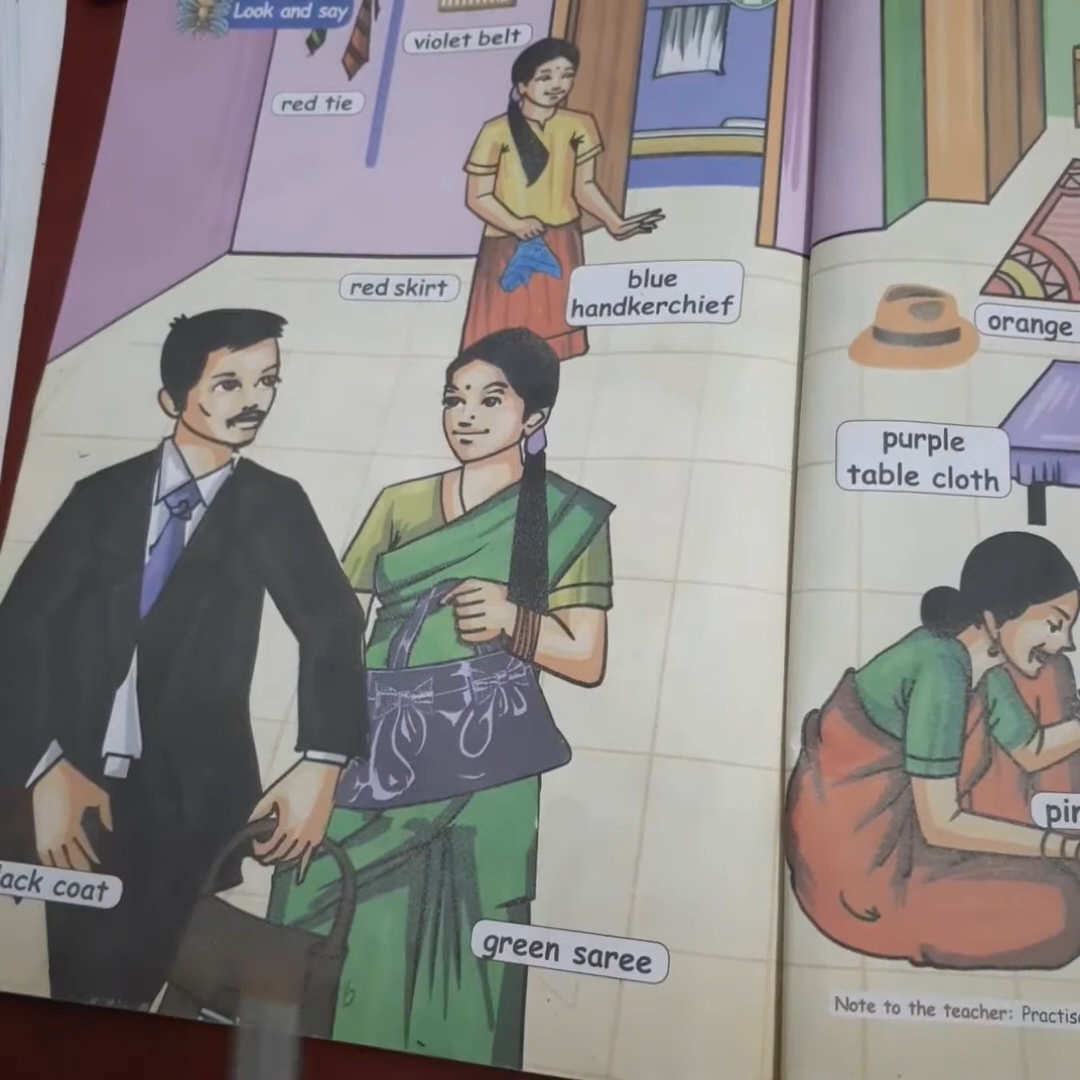 Look and say
violet belt
red tie
red skirt
blue
handkerchief
coat
green saree
orange
purple
table cloth
Note to the teacher: